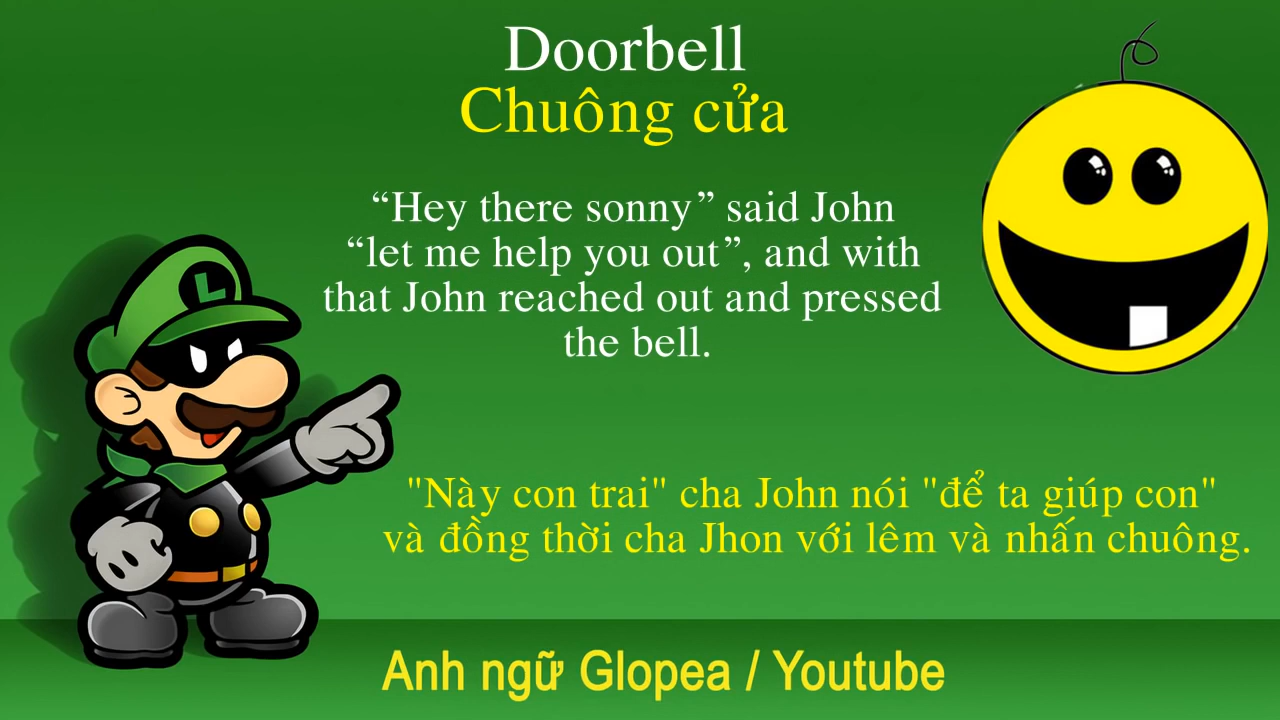 Doorbell
Chuông cửa
“Hey there sonny” said John
“let me help you out”, and with
that John reached out and pressed
the bell.
L
"Này con trai" cha John nói "để ta giúp con"
và đồng thời cha Jhon với lêm và nhấn chuông.
Anh ngữ Glopea / Youtube